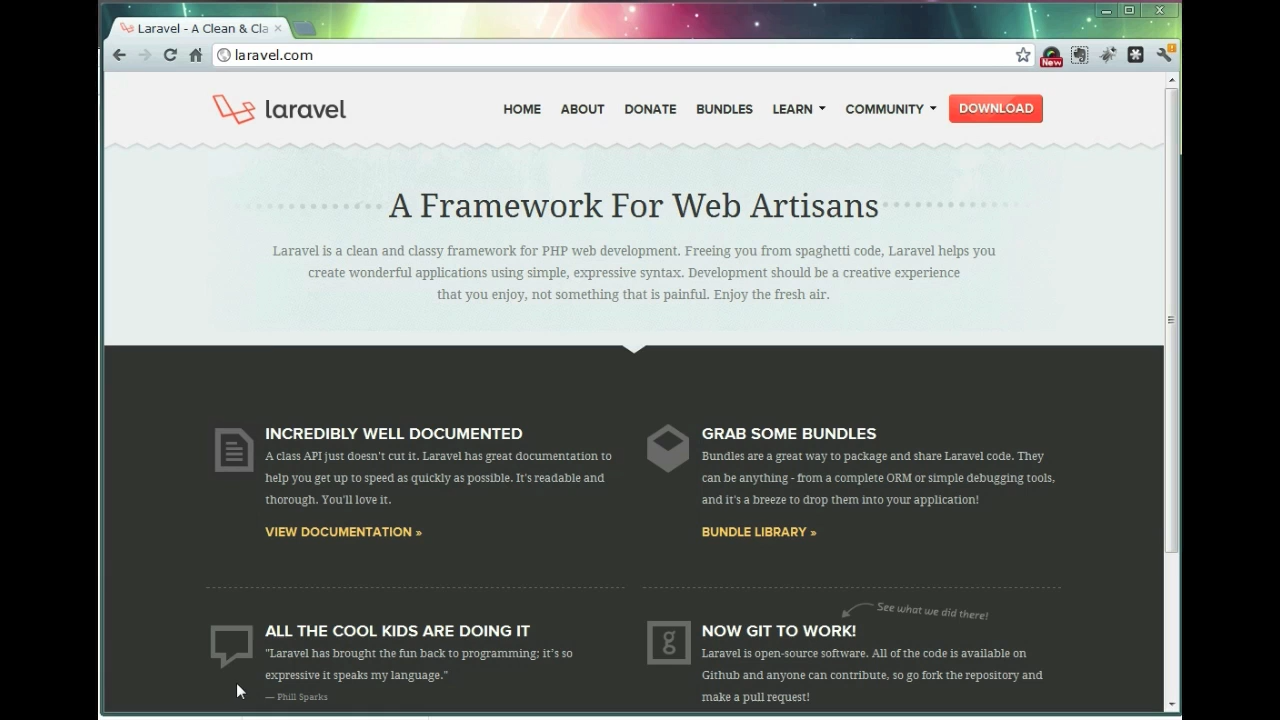 Laravel - A Clean & Cla
laravel.com
New
laravel
HOME ABOUT DONATE BUNDLES LEARN COMMUNITY DOWNLOAD
A Framework For Web Artisans
Laravel is a clean and classy framework for PHP web development. Freeing you from spaghetti code, Laravel helps you
create wonderful applications using simple, expressive syntax. Development should be a creative experience
that you enjoy, not something that is painful. Enjoy the fresh air.
INCREDIBLY WELL DOCUMENTED
A class API just doesn't cut it. Laravel has great documentation to
help you get up to speed as quickly as possible. It's readable and
thorough. You'll love it.
VIEW DOCUMENTATION »
GRAB SOME BUNDLES
Bundles are a great way to package and share Laravel code. They
can be anything - from a complete ORM or simple debugging tools,
and it's a breeze to drop them into your application!
BUNDLE LIBRARY »
ALL THE COOL KIDS ARE DOING IT
"Laravel has brought the fun back to programming; it's so
expressive it speaks my language."
— Phill Sparks
See what we did there!
g
NOW GIT TO WORK!
Laravel is open-source software. All of the code is available on
Github and anyone can contribute, so go fork the repository and
make a pull request!